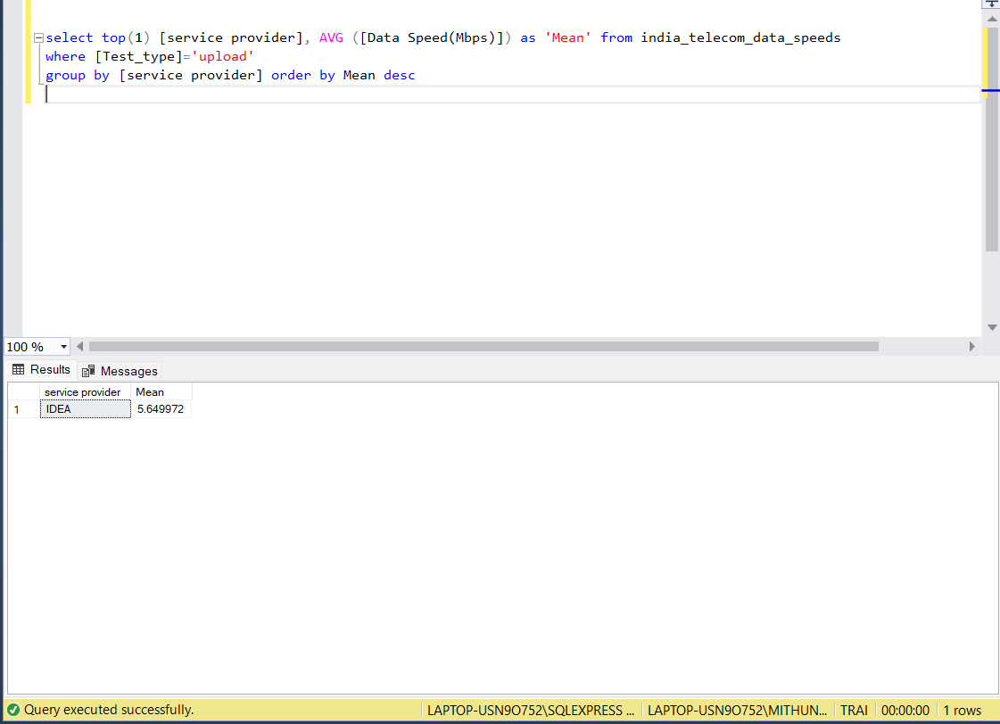 select top(1) [service provider], AVG ([Data Speed(Mbps)]) as 'Mean' from india_telecom_data_speeds
where [Test_type]='upload'
group by [service provider] order by Mean desc
100 %
Results Messages
service provider Mean
1 IDEA 5.649972
Query executed successfully. LAPTOP-USN9O752\SQLEXPRESS ... LAPTOP-USN9O752\MITHUN... TRAI 00:00:00 1 rows